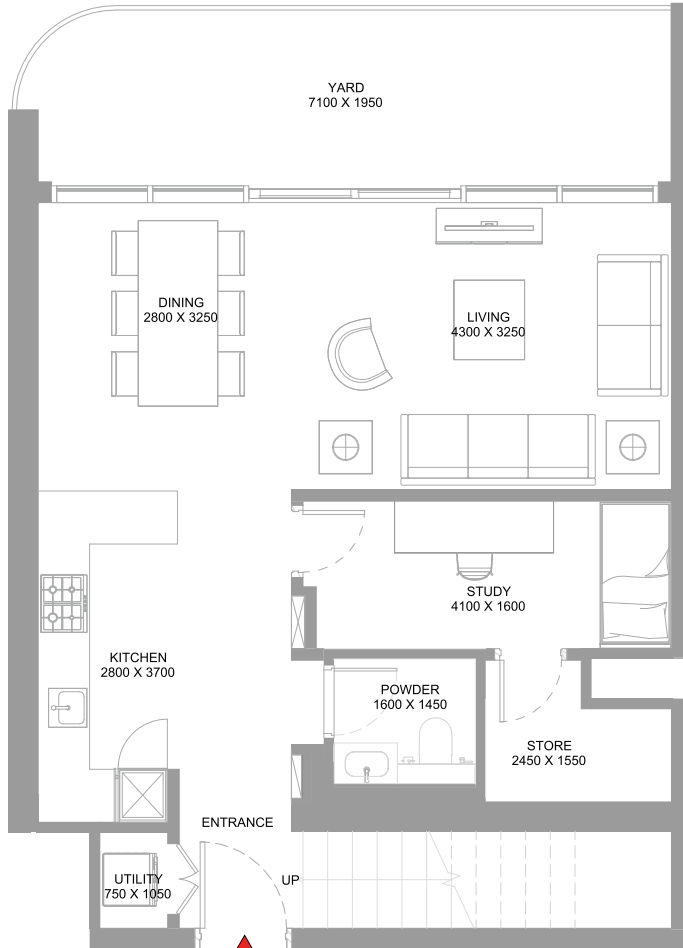 YARD
7100 X 1950
DINING
2800 X 3250
LIVING
4300 X 3250
STUDY
4100 X 1600
KITCHEN
2800 X 3700
POWDER
1600 X 1450
STORE
2450 X 1550
ENTRANCE
UTILITY
750 X 1050
UP